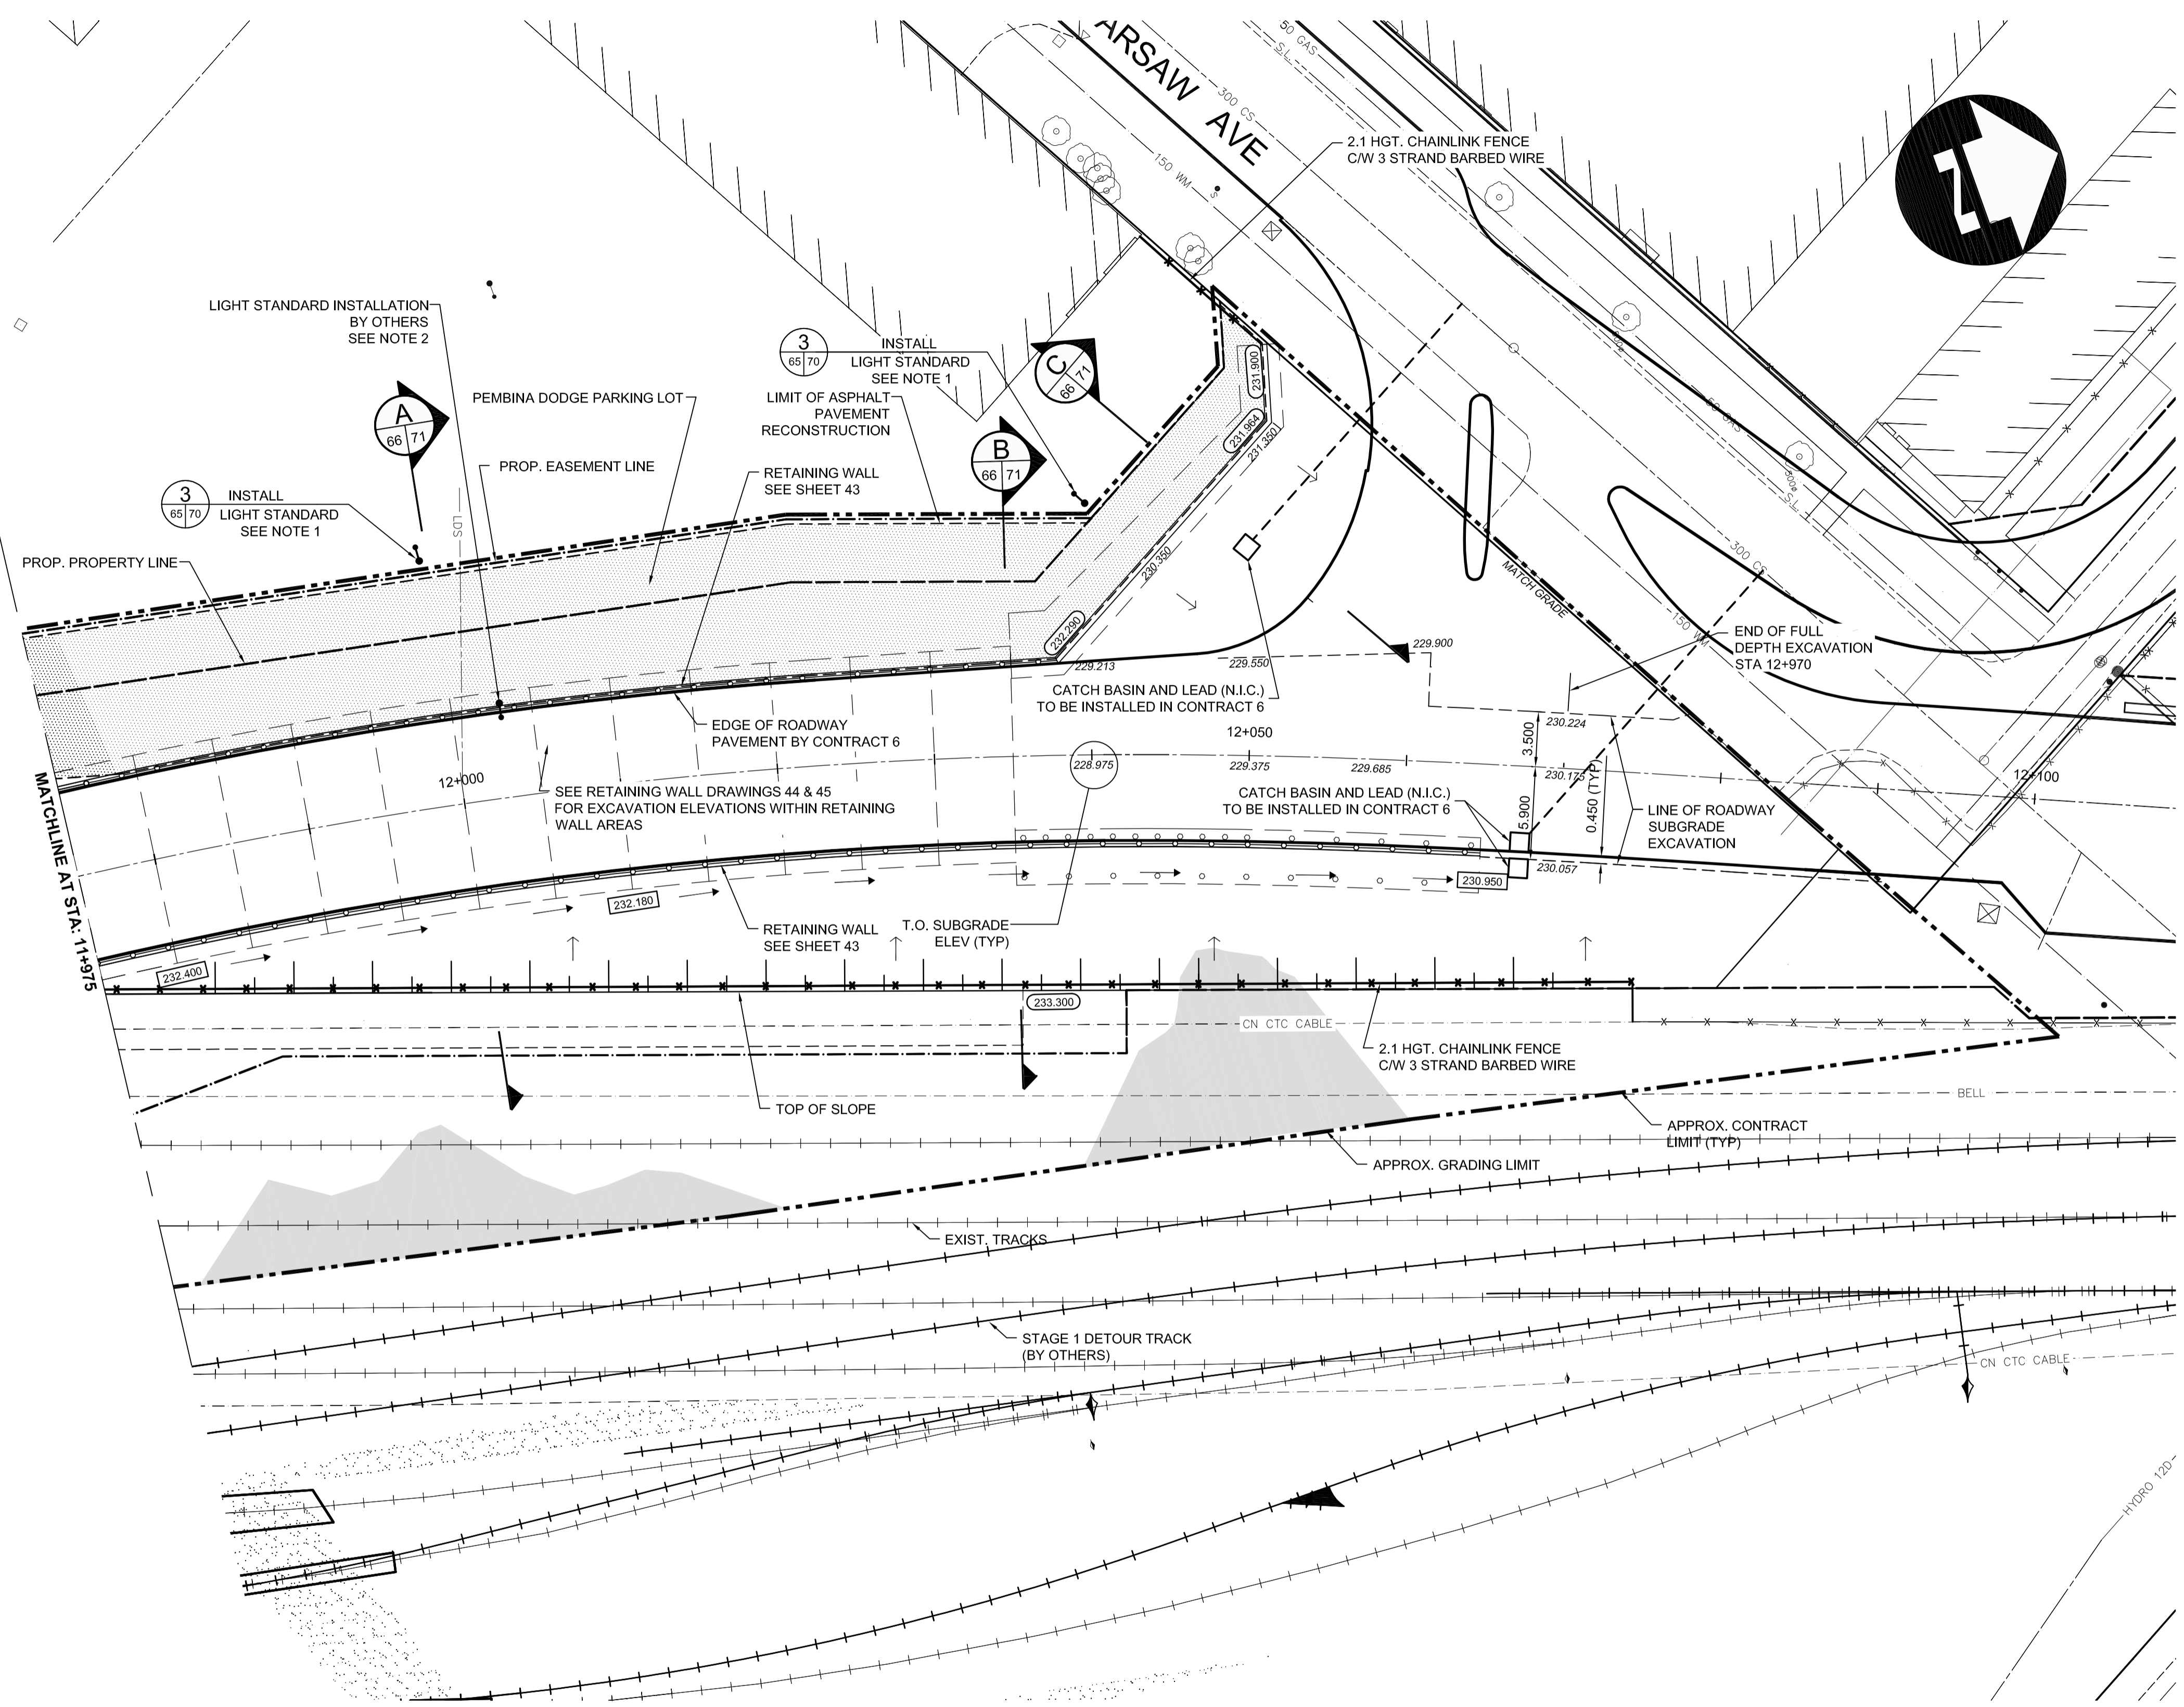 ARSAW AVE
50 GAS
S.L.
300 CS
150 WM
S
2.1 HGT. CHAINLINK FENCE
C/W 3 STRAND BARBED WIRE
N
LIGHT STANDARD INSTALLATION
BY OTHERS
SEE NOTE 2
3
65 70
INSTALL
LIGHT STANDARD
SEE NOTE 1
C
66 71
231.900
A
66 71
PEMBINA DODGE PARKING LOT
LIMIT OF ASPHALT
PAVEMENT
RECONSTRUCTION
231.964
231.350
50 GAS
B
66 71
PROP. EASEMENT LINE
RETAINING WALL
SEE SHEET 43
3
65 70
INSTALL
LIGHT STANDARD
SEE NOTE 1
LDS
S.L.
PROP. PROPERTY LINE
230.350
300 CS
MATCH GRADE
150 WM
232.290
229.213
229.550
229.900
END OF FULL
DEPTH EXCAVATION
STA 12+970
CATCH BASIN AND LEAD (N.I.C.)
TO BE INSTALLED IN CONTRACT 6
230.224
EDGE OF ROADWAY
PAVEMENT BY CONTRACT 6
12+050
3.500
228.975
229.375
229.685
230.175
12+100
MATCHLINE AT STA: 11+975
12+000
SEE RETAINING WALL DRAWINGS 44 & 45
FOR EXCAVATION ELEVATIONS WITHIN RETAINING
WALL AREAS
CATCH BASIN AND LEAD (N.I.C.)
TO BE INSTALLED IN CONTRACT 6
5.900
0.450 (TYP)
LINE OF ROADWAY
SUBGRADE
EXCAVATION
230.057
230.950
232.180
RETAINING WALL
SEE SHEET 43
T.O. SUBGRADE
ELEV (TYP)
232.400
233.300
CN CTC CABLE
2.1 HGT. CHAINLINK FENCE
C/W 3 STRAND BARBED WIRE
BELL
TOP OF SLOPE
APPROX. CONTRACT
LIMIT (TYP)
APPROX. GRADING LIMIT
EXIST. TRACKS
STAGE 1 DETOUR TRACK
(BY OTHERS)
CN CTC CABLE
HYDRO 12D